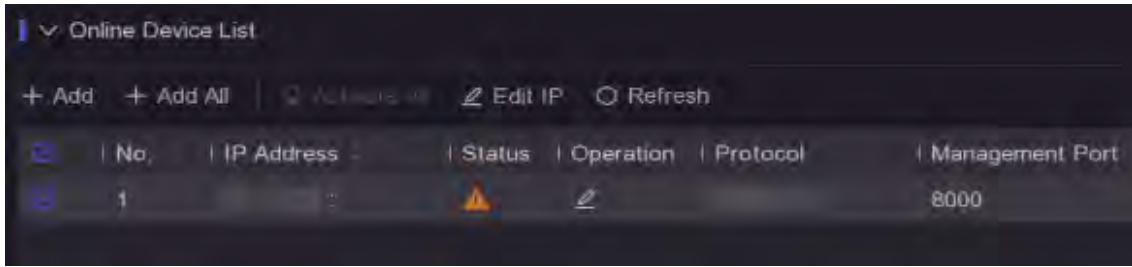 Online Device List
+ Add + Add All Edit IP Refresh
No. IP Address Status Operation Protocol Management Port
1 8000